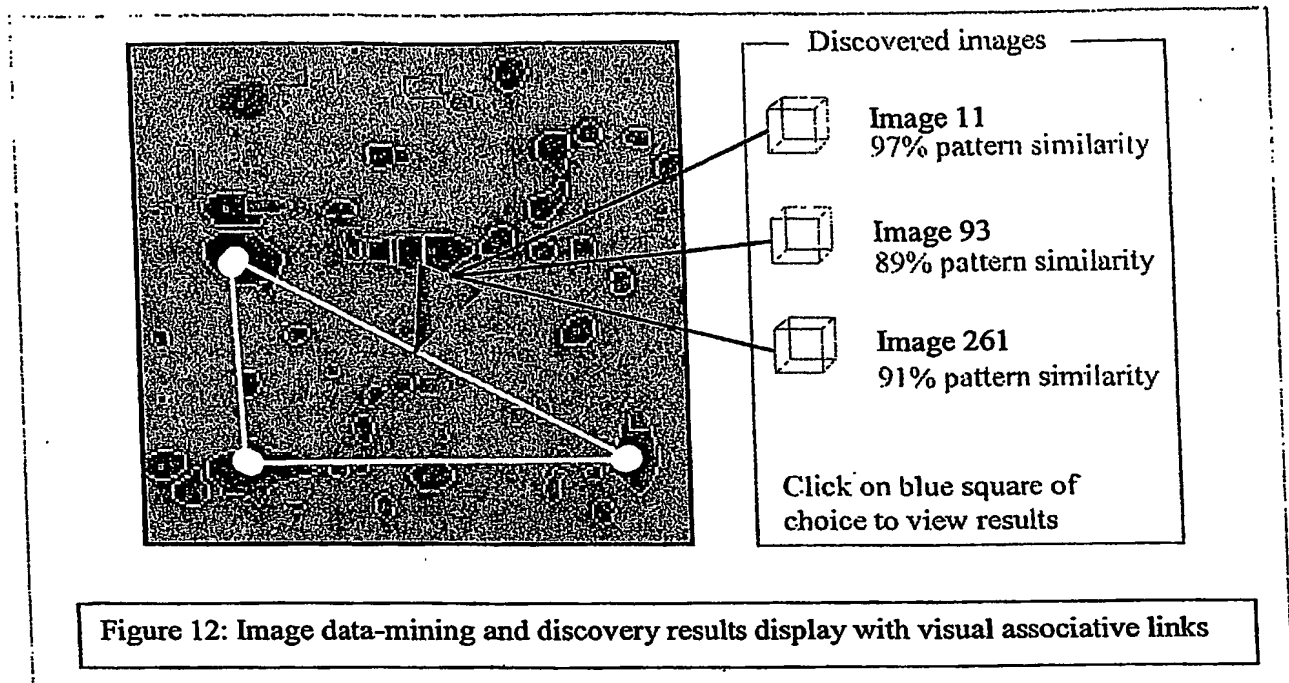 Discovered images
Image 11
97% pattern similarity
Image 93
89% pattern similarity
Image 261
91% pattern similarity
Click on blue square of
choice to view results
Figure 12: Image data-mining and discovery results display with visual associative links